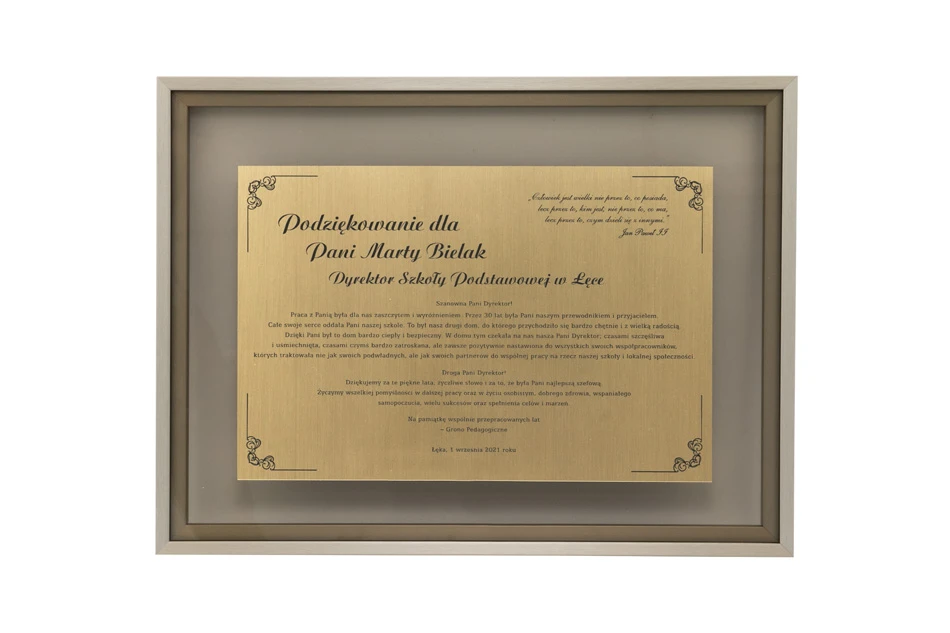 „Człowiek jest wielki nie przez to, co posiada,
lecz przez to, kim jest; nie przez to, co ma,
lecz przez to, czym dzieli się z innymi."
Jan Paweł II
Podziękowanie dla
Pani Marty Bielak
Dyrektor Szkoły Podstawowej w Łęce
Szanowna Pani Dyrektor!
Praca z Panią była dla nas zaszczytem i wyróżnieniem. Przez 30 lat była Pani naszym przewodnikiem i przyjacielem.
Całe swoje serce oddała Pani naszej szkole. To był nasz drugi dom, do którego przychodziło się bardzo chętnie i z wielką radością.
Dzięki Pani był to dom bardzo ciepły i bezpieczny. W domu tym czekała na nas nasza Pani Dyrektor, czasami szczęśliwa
i uśmiechnięta, czasami czymś bardzo zatroskana, ale zawsze pozytywnie nastawiona do wszystkich swoich współpracowników,
których traktowała nie jak swoich podwładnych, ale jak swoich partnerów do wspólnej pracy na rzecz naszej szkoły i lokalnej społeczności.
Droga Pani Dyrektor!
Dziękujemy za te piękne lata, życzliwe słowo i za to, że była Pani najlepszą szefową.
Życzymy wszelkiej pomyślności w dalszej pracy oraz w życiu osobistym, dobrego zdrowia, wspaniałego
samopoczucia, wielu sukcesów oraz spełnienia celów i marzeń.
Na pamiątkę wspólnie przepracowanych lat
– Grono Pedagogiczne
Łęka, 1 września 2021 roku